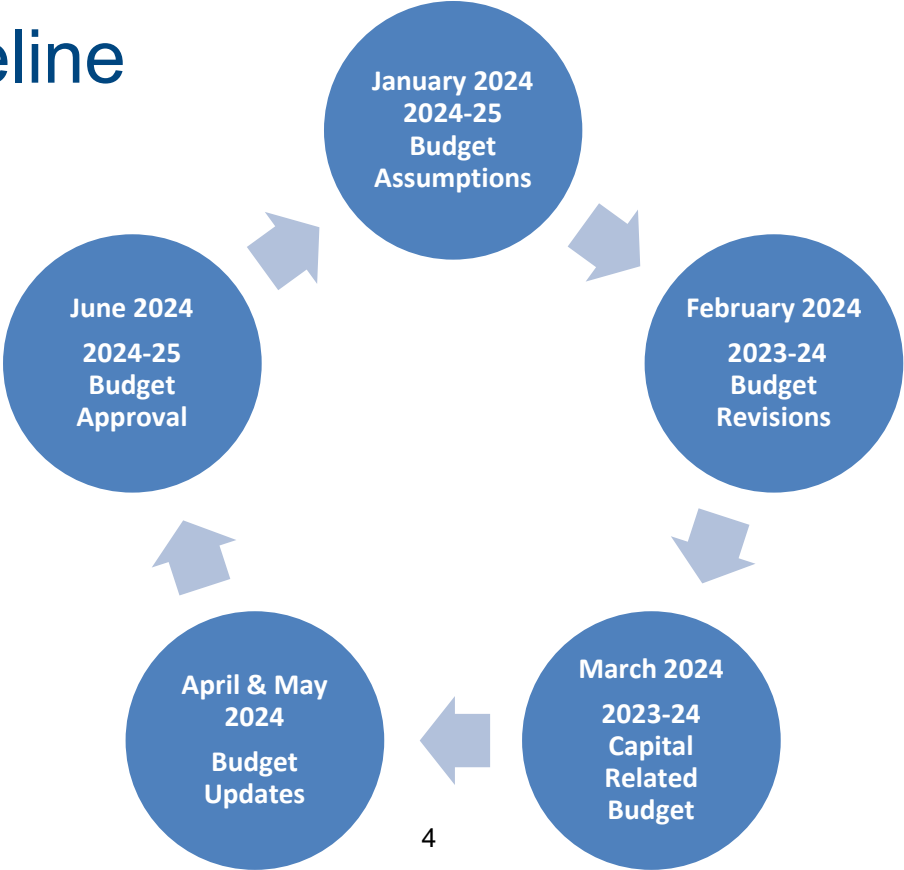 eline
January 2024
2024-25
Budget
Assumptions
February 2024
2023-24
Budget
Revisions
March 2024
2023-24
Capital
Related
Budget
April & May
2024
Budget
Updates
June 2024
2024-25
Budget
Approval
4